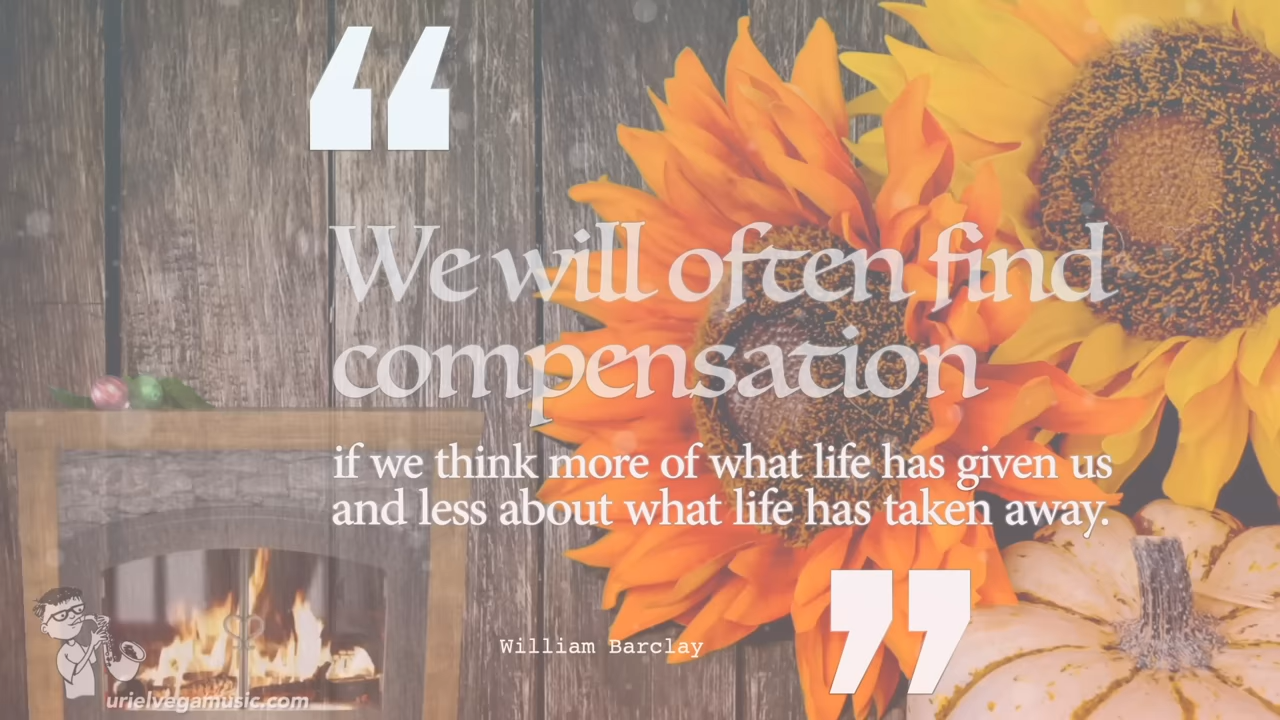 “
We will often find
compensation
if we think more of what life has given us
and less about what life has taken away.
”
William Barclay
urielvegamusic.com